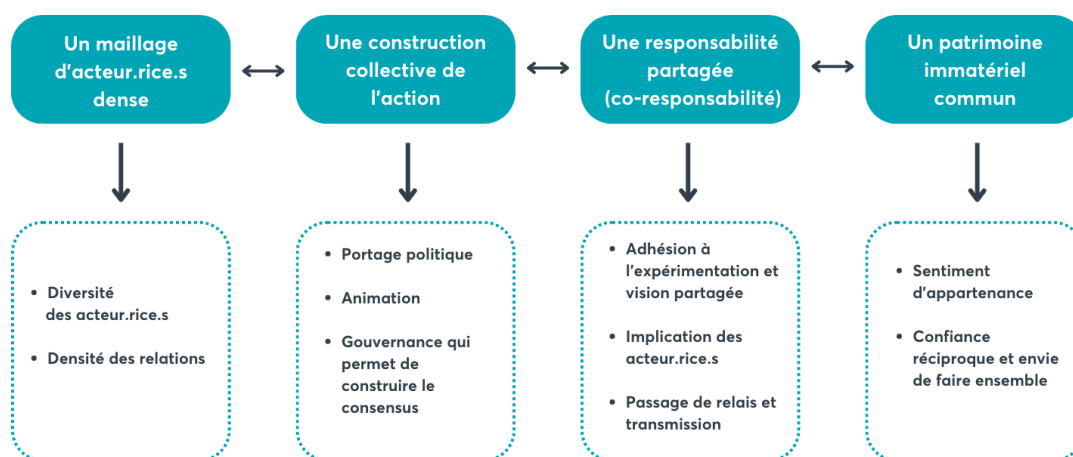 Un maillage
d'acteur.rice.s
dense
Une construction
collective de
l'action
Une responsabilité
partagée
(co-responsabilité)
Un patrimoine
immatériel
commun
• Diversité
des acteur.rice.s
• Densité des relations
• Portage politique
• Animation
• Gouvernance qui
permet de
construire le
consensus
• Adhésion à
l'expérimentation et
vision partagée
• Implication des
acteur.rice.s
• Passage de relais et
transmission
• Sentiment
d'appartenance
• Confiance
réciproque et envie
de faire ensemble